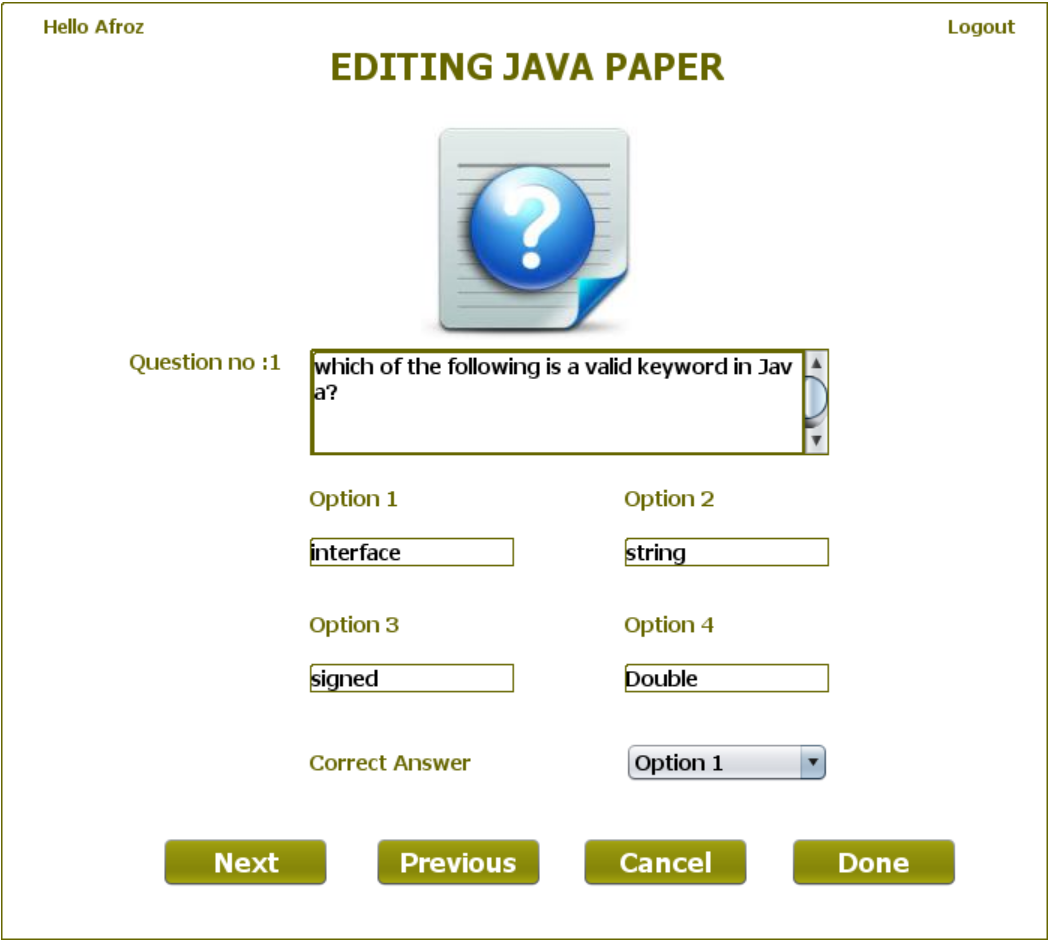 Hello Afroz
Logout
EDITING JAVA PAPER
?
Question no :1
which of the following is a valid keyword in Jav
a?
Option 1
Option 2
interface
string
Option 3
Option 4
signed
Double
Correct Answer
Option 1
Next
Previous
Cancel
Done